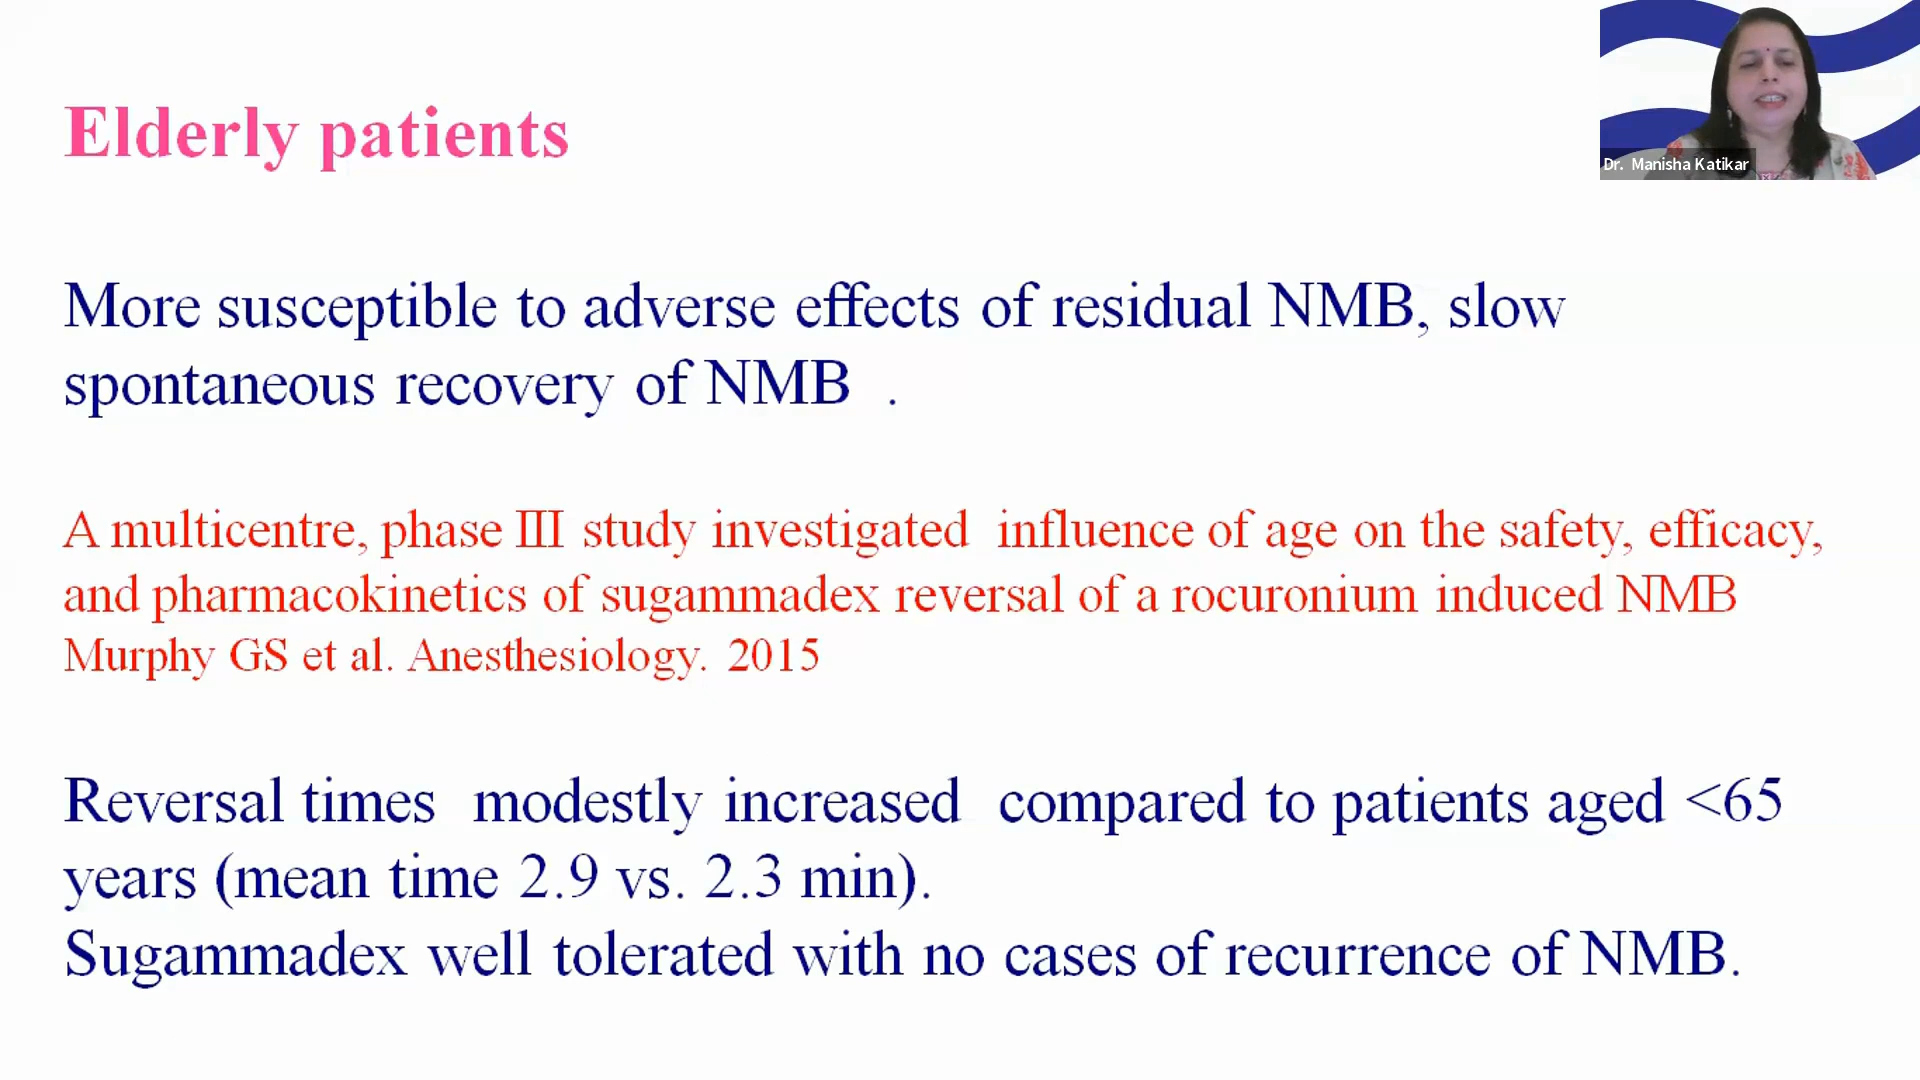 Elderly patients
Dr. Manisha Katikar
More susceptible to adverse effects of residual NMB, slow
spontaneous recovery of NMB .
A multicentre, phase III study investigated influence of age on the safety, efficacy,
and pharmacokinetics of sugammadex reversal of a rocuronium induced NMB
Murphy GS et al. Anesthesiology. 2015
Reversal times modestly increased compared to patients aged <65
years (mean time 2.9 vs. 2.3 min).
Sugammadex well tolerated with no cases of recurrence of NMB.